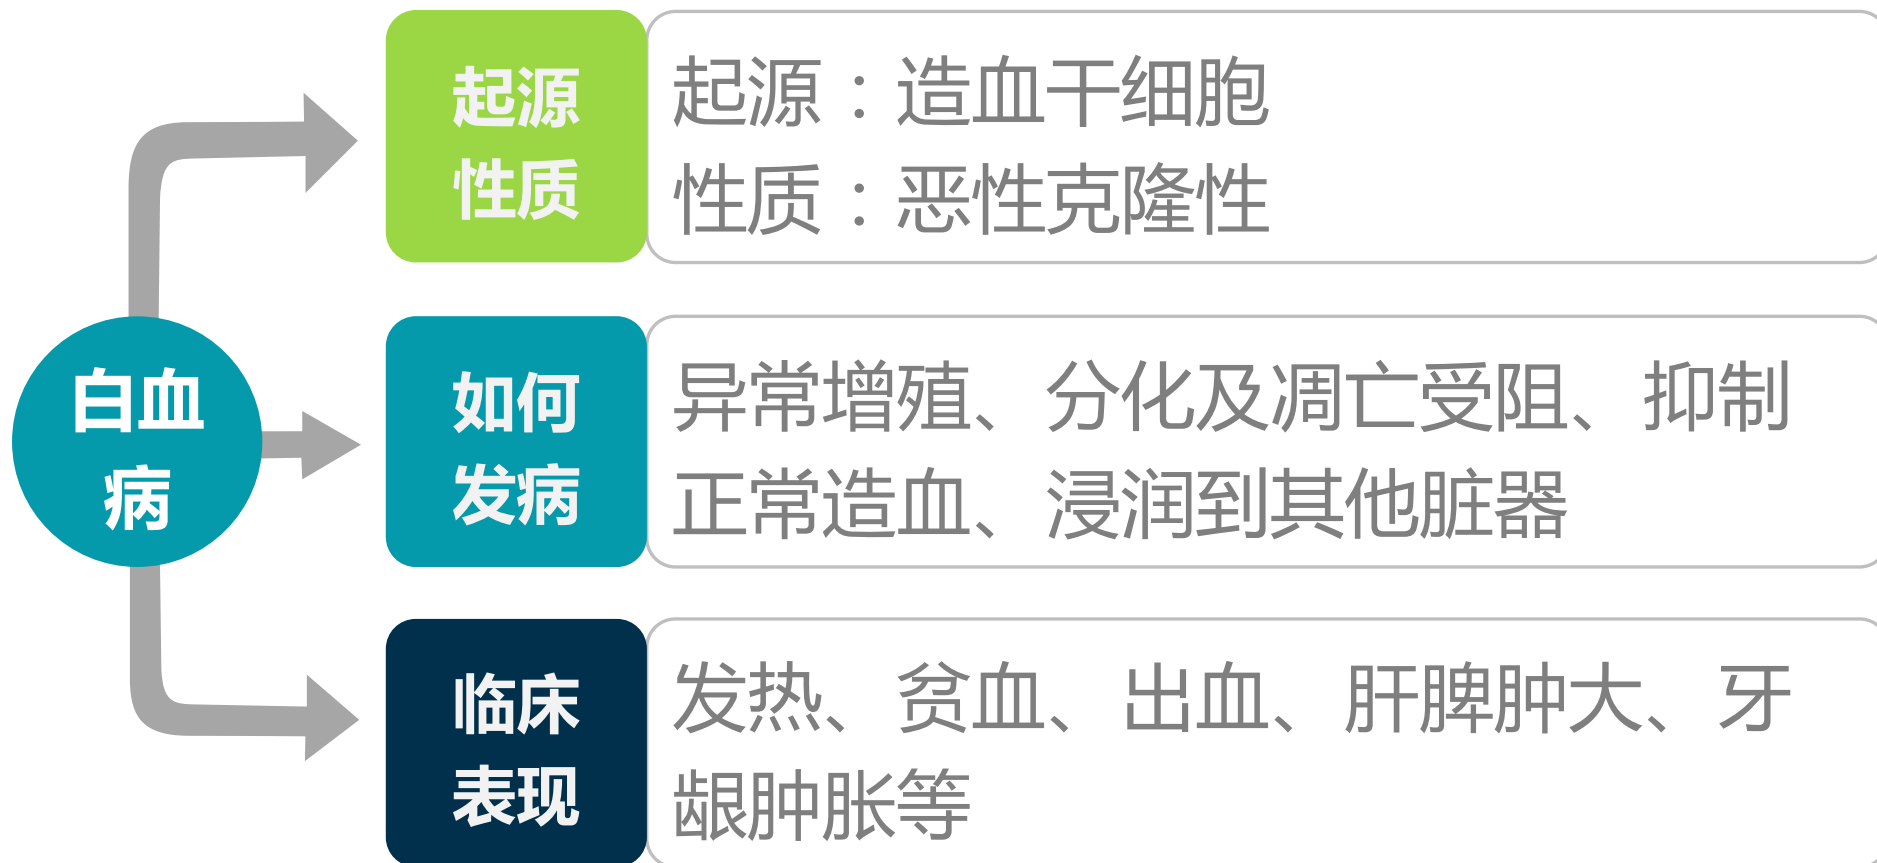 白血
病
起源
性质
起源：造血干细胞
性质：恶性克隆性
如何
发病
异常增殖、分化及凋亡受阻、抑制
正常造血、浸润到其他脏器
临床
表现
发热、贫血、出血、肝脾肿大、牙
龈肿胀等